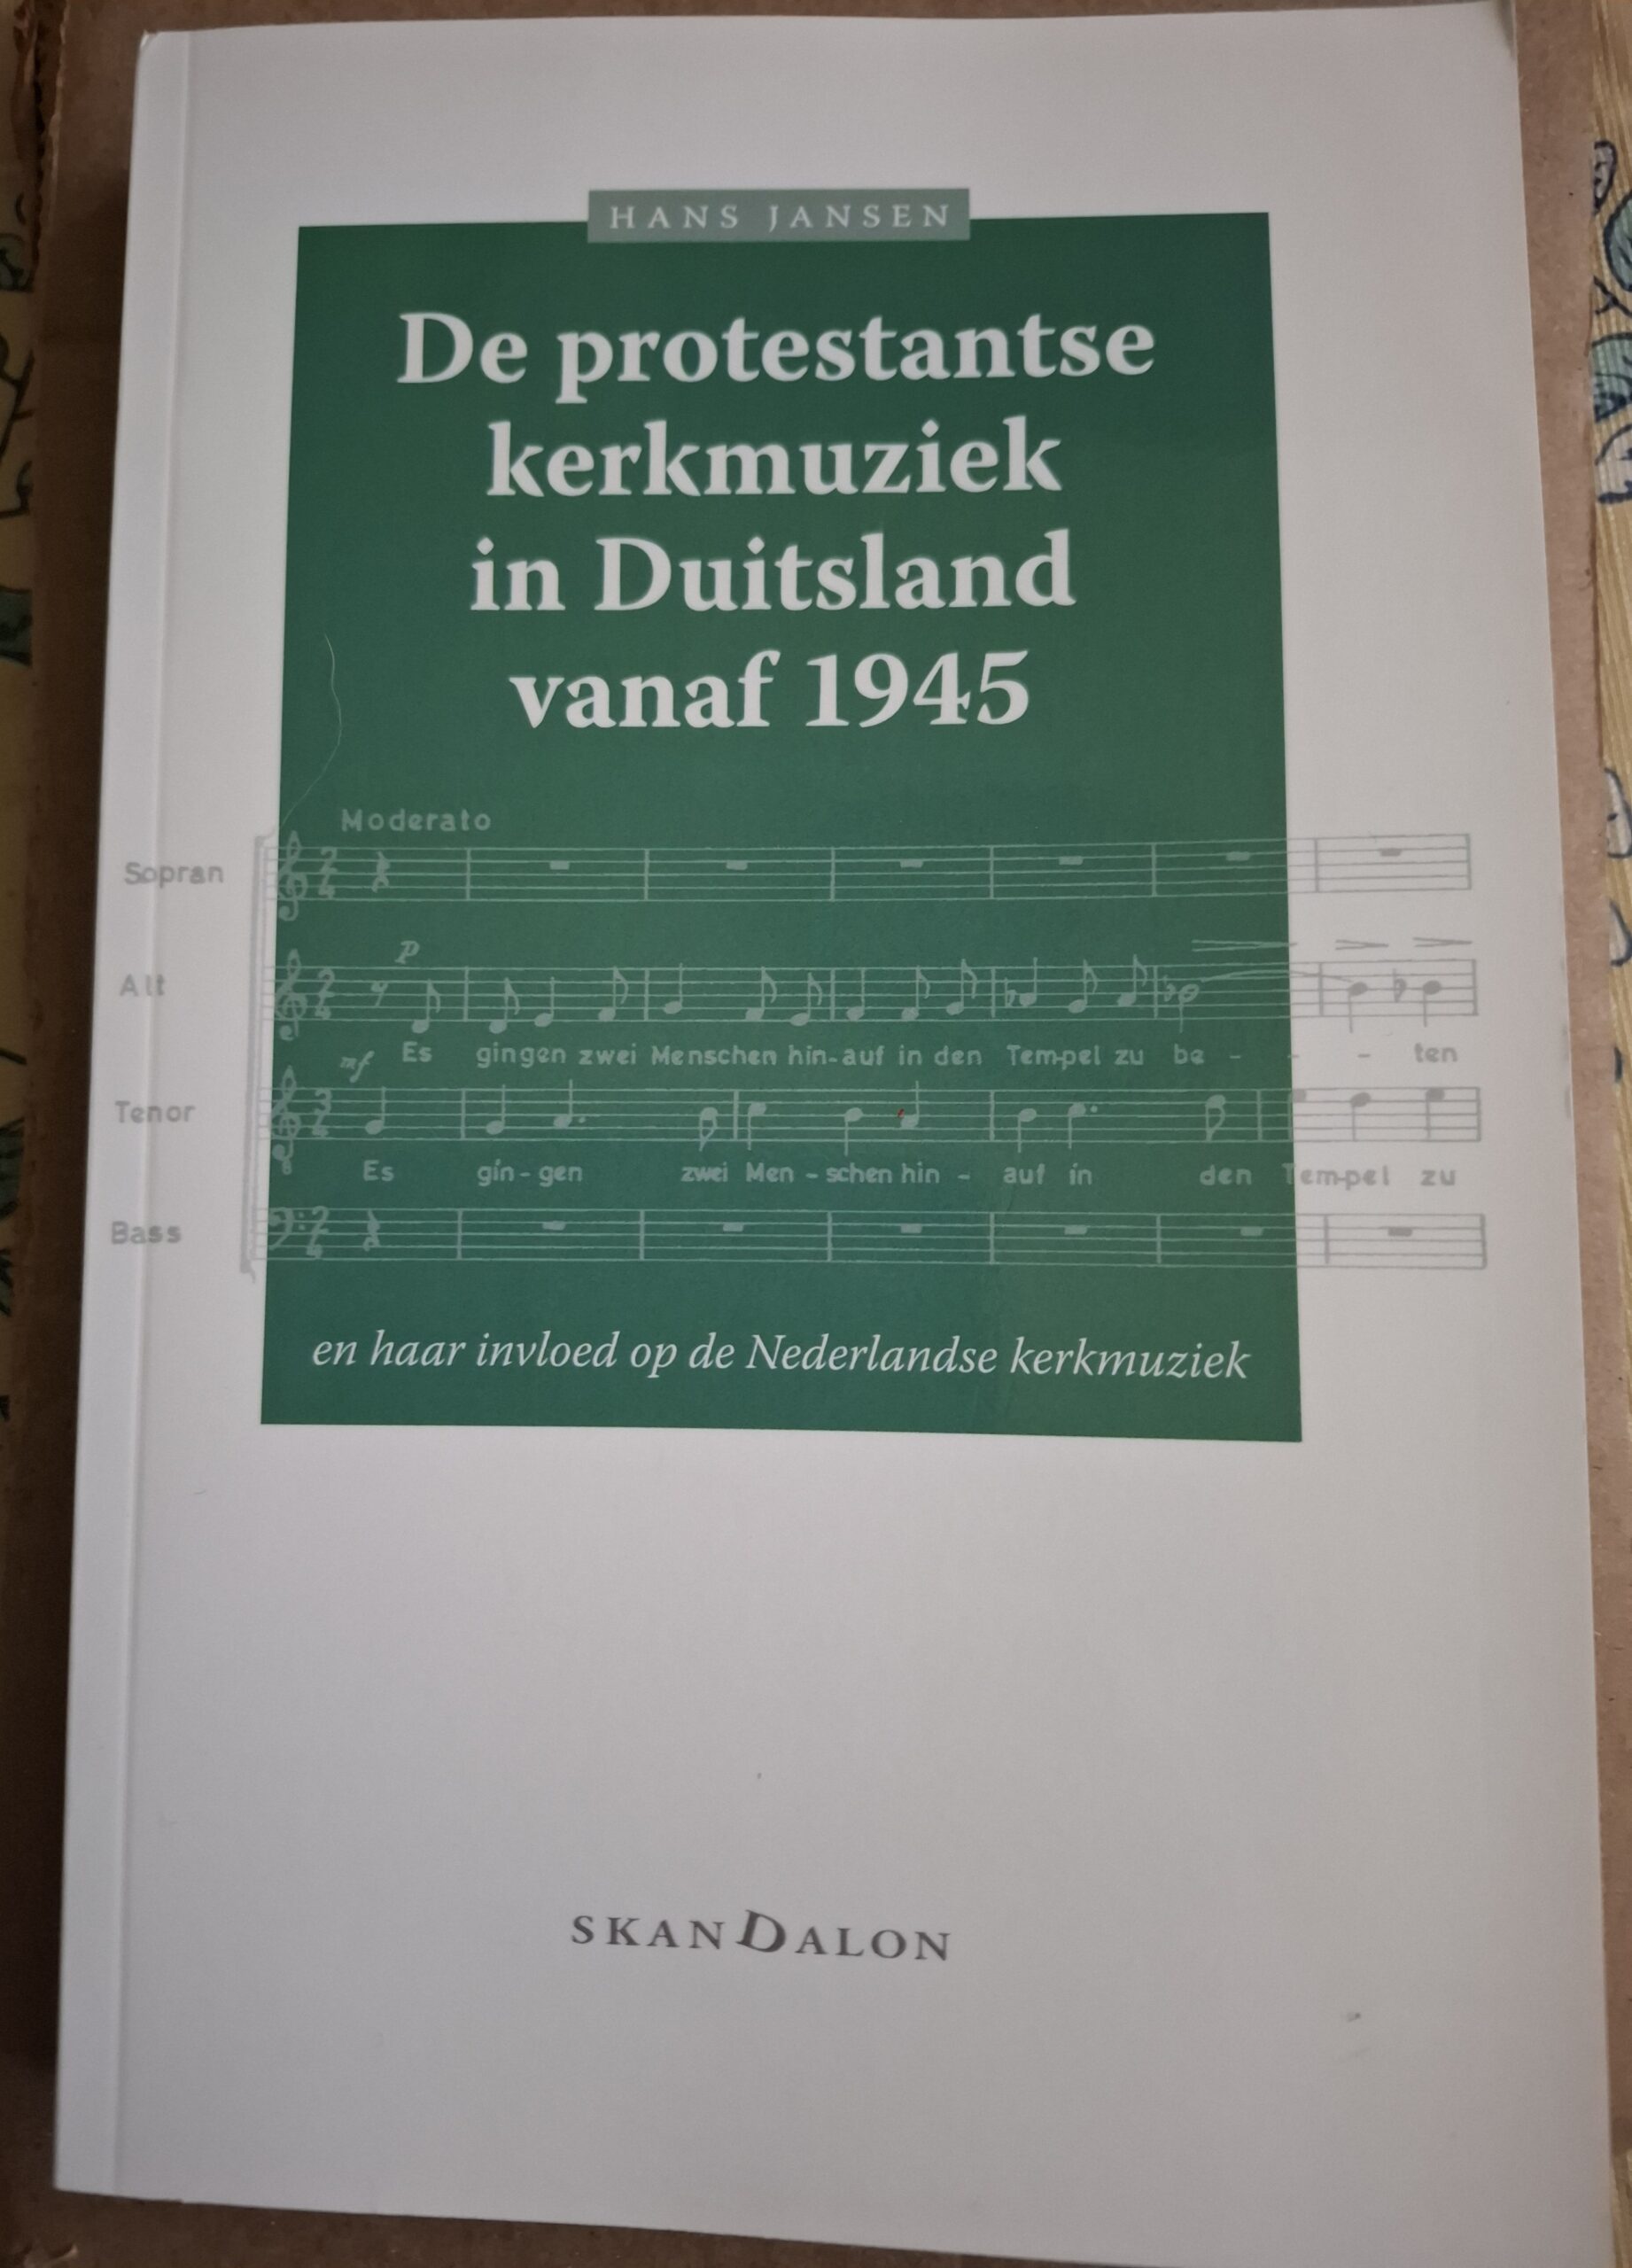 HANS JANSEN
De protestantse
kerkmuziek
in Duitsland
vanaf 1945
Moderato
Sopran
p
Alt
Es gingen zwei Menschen hin-auf in den Tempel zu be - - - ten
mf
Tenor
Es gin-gen zwei Men-schen hin - auf in den Tem-pel zu
Bass
en haar invloed op de Nederlandse kerkmuziek
SKANDALON